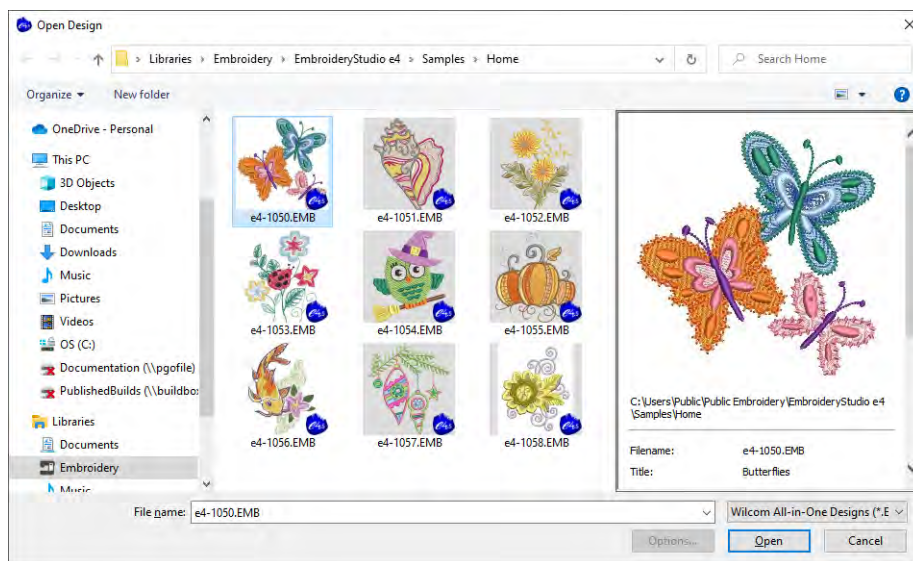 Open Design
Libraries > Embroidery > EmbroideryStudio e4 > Samples > Home
Search Home
Organize
New folder
OneDrive - Personal
This PC
3D Objects
Desktop
Documents
Downloads
Music
Pictures
Videos
OS (C:)
Documentation (\\pgofile)
PublishedBuilds (\\buildbo
Libraries
Documents
Embroidery
Music
e4-1050.EMB
e4-1051.EMB
e4-1052.EMB
e4-1053.EMB
e4-1054.EMB
e4-1055.EMB
e4-1056.EMB
e4-1057.EMB
e4-1058.EMB
C:\Users\Public\Public Embroidery\EmbroideryStudio e4
\Samples\Home
Filename: e4-1050.EMB
Title: Butterflies
File name: e4-1050.EMB
Wilcom All-in-One Designs (*.E
Options...
Open
Cancel